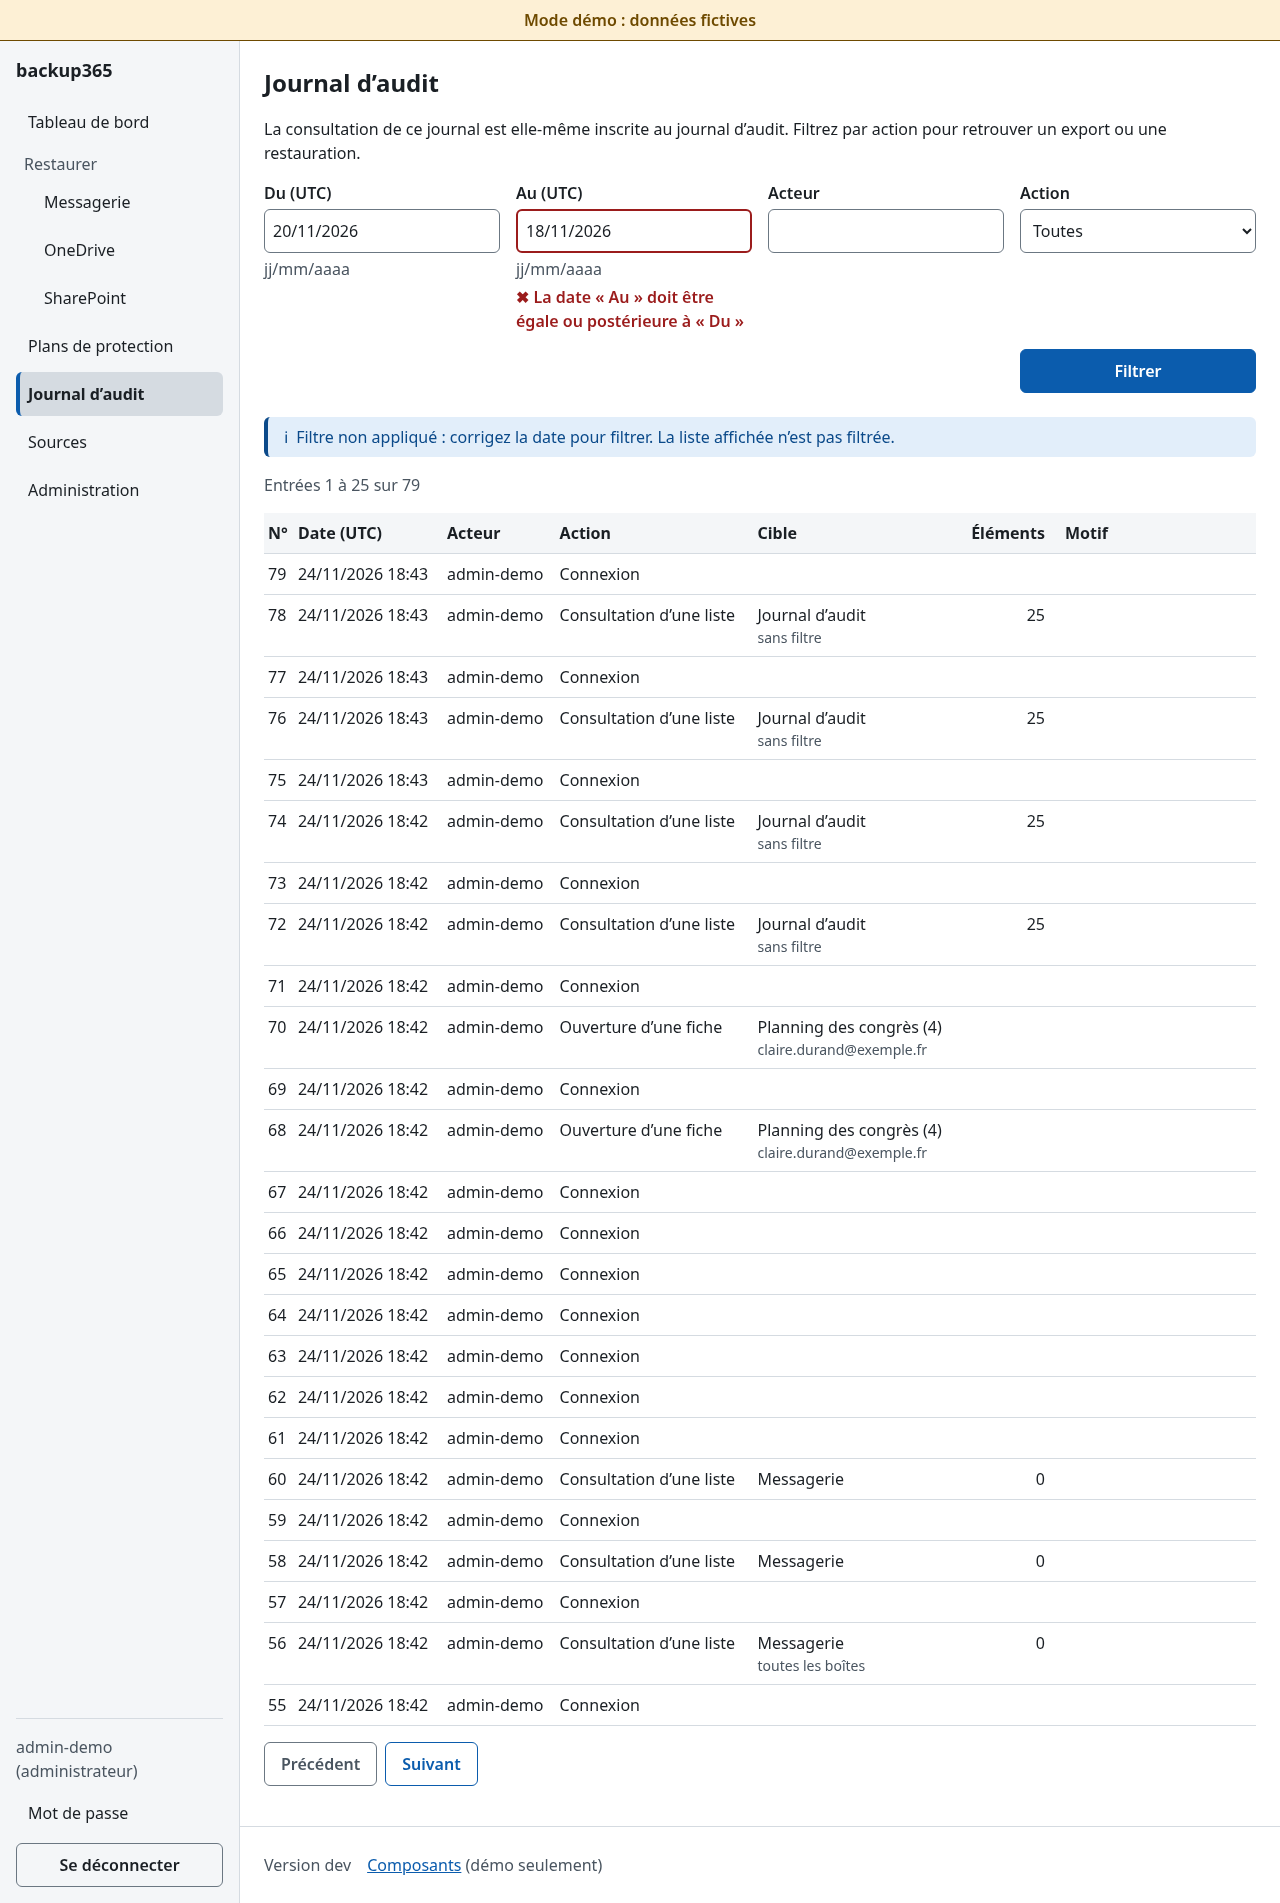 Mode démo : données fictives
backup365
Tableau de bord
Restaurer
Messagerie
OneDrive
SharePoint
Plans de protection
Journal d’audit
Sources
Administration
admin-demo
(administrateur)
Mot de passe
Se déconnecter
Journal d’audit
La consultation de ce journal est elle-même inscrite au journal d’audit. Filtrez par action pour retrouver un export ou une
restauration.
Du (UTC) Au (UTC) Acteur Action
20/11/2026 18/11/2026 Toutes
jj/mm/aaaa jj/mm/aaaa
✖ La date « Au » doit être
égale ou postérieure à « Du »
Filtrer
i Filtre non appliqué : corrigez la date pour filtrer. La liste affichée n’est pas filtrée.
Entrées 1 à 25 sur 79
N° Date (UTC) Acteur Action Cible Éléments Motif
79 24/11/2026 18:43 admin-demo Connexion
78 24/11/2026 18:43 admin-demo Consultation d’une liste Journal d’audit 25
sans filtre
77 24/11/2026 18:43 admin-demo Connexion
76 24/11/2026 18:43 admin-demo Consultation d’une liste Journal d’audit 25
sans filtre
75 24/11/2026 18:43 admin-demo Connexion
74 24/11/2026 18:42 admin-demo Consultation d’une liste Journal d’audit 25
sans filtre
73 24/11/2026 18:42 admin-demo Connexion
72 24/11/2026 18:42 admin-demo Consultation d’une liste Journal d’audit 25
sans filtre
71 24/11/2026 18:42 admin-demo Connexion
70 24/11/2026 18:42 admin-demo Ouverture d’une fiche Planning des congrès (4)
claire.durand@exemple.fr
69 24/11/2026 18:42 admin-demo Connexion
68 24/11/2026 18:42 admin-demo Ouverture d’une fiche Planning des congrès (4)
claire.durand@exemple.fr
67 24/11/2026 18:42 admin-demo Connexion
66 24/11/2026 18:42 admin-demo Connexion
65 24/11/2026 18:42 admin-demo Connexion
64 24/11/2026 18:42 admin-demo Connexion
63 24/11/2026 18:42 admin-demo Connexion
62 24/11/2026 18:42 admin-demo Connexion
61 24/11/2026 18:42 admin-demo Connexion
60 24/11/2026 18:42 admin-demo Consultation d’une liste Messagerie 0
59 24/11/2026 18:42 admin-demo Connexion
58 24/11/2026 18:42 admin-demo Consultation d’une liste Messagerie 0
57 24/11/2026 18:42 admin-demo Connexion
56 24/11/2026 18:42 admin-demo Consultation d’une liste Messagerie 0
toutes les boîtes
55 24/11/2026 18:42 admin-demo Connexion
Précédent Suivant
Version dev Composants (démo seulement)